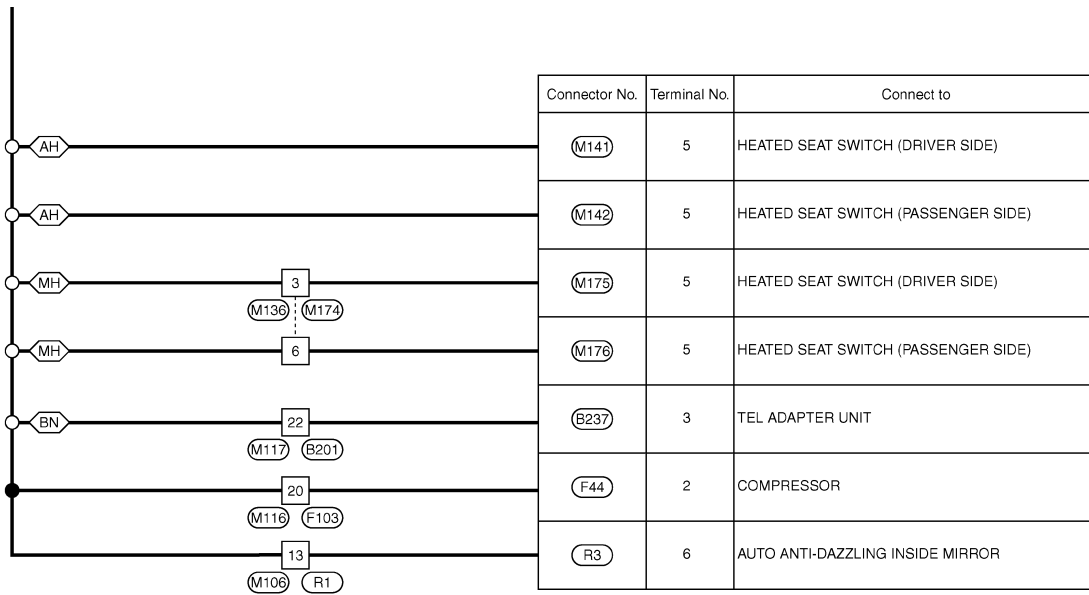 Connector No. Terminal No. Connect to
AH M141 5 HEATED SEAT SWITCH (DRIVER SIDE)
AH M142 5 HEATED SEAT SWITCH (PASSENGER SIDE)
MH 3 M175 5 HEATED SEAT SWITCH (DRIVER SIDE)
M136 M174
MH 6 M176 5 HEATED SEAT SWITCH (PASSENGER SIDE)
BN 22 B237 3 TEL ADAPTER UNIT
M117 B201
20 F44 2 COMPRESSOR
M116 F103
13 R3 6 AUTO ANTI-DAZZLING INSIDE MIRROR
M106 R1